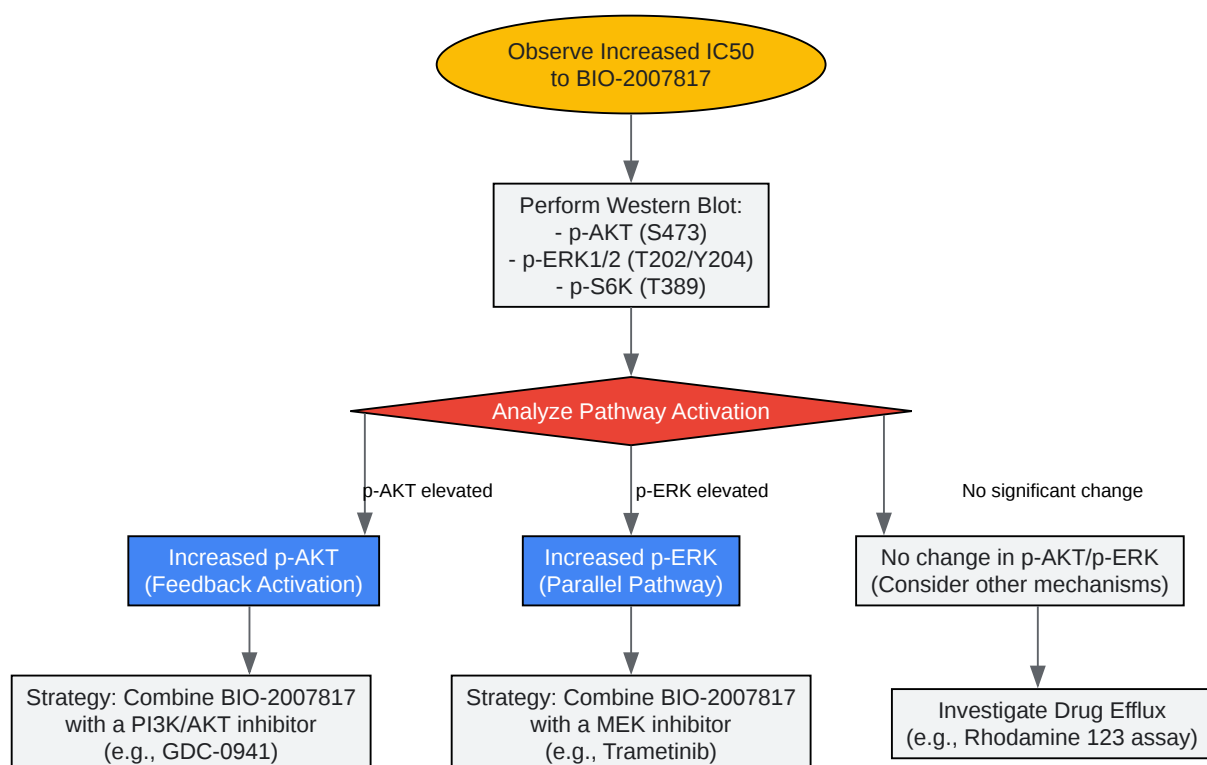 Observe Increased IC50
to BIO-2007817
Perform Western Blot:
- p-AKT (S473)
- p-ERK1/2 (T202/Y204)
- p-S6K (T389)
Analyze Pathway Activation
p-AKT elevated
p-ERK elevated
No significant change
Increased p-AKT
(Feedback Activation)
Increased p-ERK
(Parallel Pathway)
No change in p-AKT/p-ERK
(Consider other mechanisms)
Strategy: Combine BIO-2007817
with a PI3K/AKT inhibitor
(e.g., GDC-0941)
Strategy: Combine BIO-2007817
with a MEK inhibitor
(e.g., Trametinib)
Investigate Drug Efflux
(e.g., Rhodamine 123 assay)